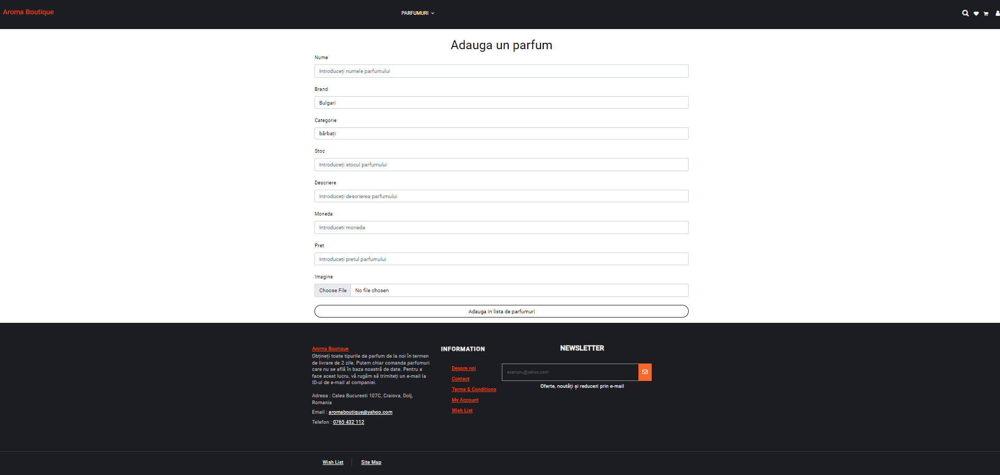 Aroma Boutique
PARFUMURI
Adauga un parfum
Nume
Introduceți numele parfumului
Brand
Bulgari
Categorie
bărbați
Stoc
Introduceți stocul parfumului
Descriere
Introduceți descrierea parfumului
Moneda
Introduceti moneda
Pret
Introduceți pretul parfumului
Imagine
Choose File No file chosen
Adauga in lista de parfumuri
Aroma Boutique
Obțineți toate tipurile de parfum de la noi în termen
de livrare de 2 zile. Putem chiar comanda parfumuri
care nu se află în baza noastră de date. Pentru a
face acest lucru, vă rugăm să trimiteți un e-mail la
ID-ul de e-mail al companiei.
Adresa : Calea Bucuresti 107C, Craiova, Dolj,
Romania
Email : aromaboutique@yahoo.com
Telefon : 0765 432 112
INFORMATION
Despre noi
Contact
Terms & Conditions
My Account
Wish List
NEWSLETTER
examplu@yahoo.com
Oferte, noutăți și reduceri prin e-mail
Wish List
Site Map